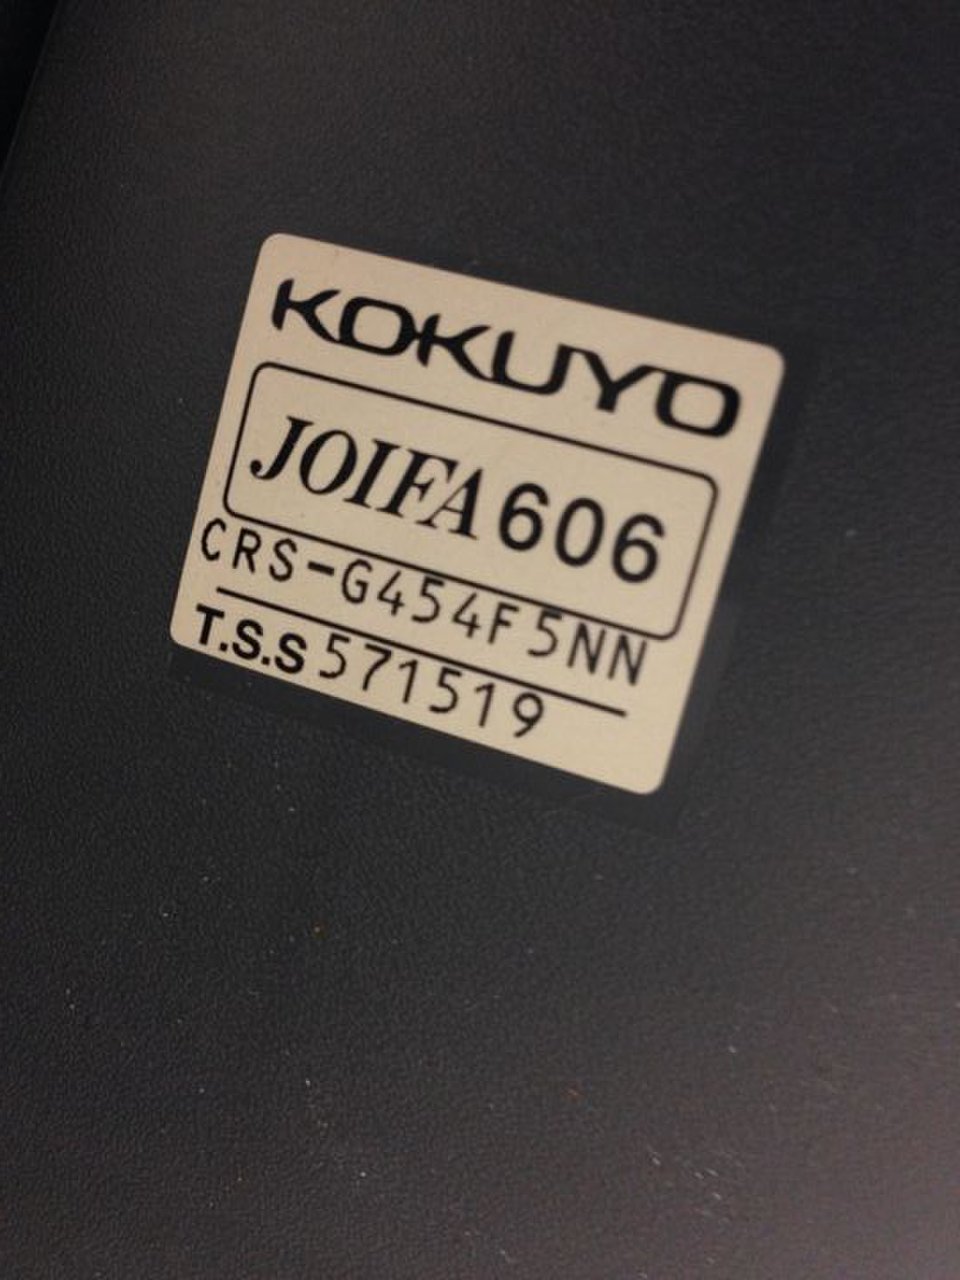 KOKUYO
JOIFA 606
CRS-G454F5NN
T.S.S 571519